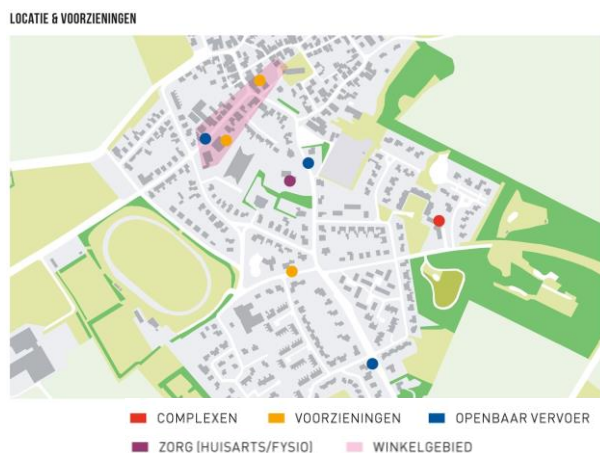 LOCATIE & VOORZIENINGEN
COMPLEXEN VOORZIENINGEN OPENBAAR VERVOER
ZORG (HUISARTS/FYSIO) WINKELGEBIED